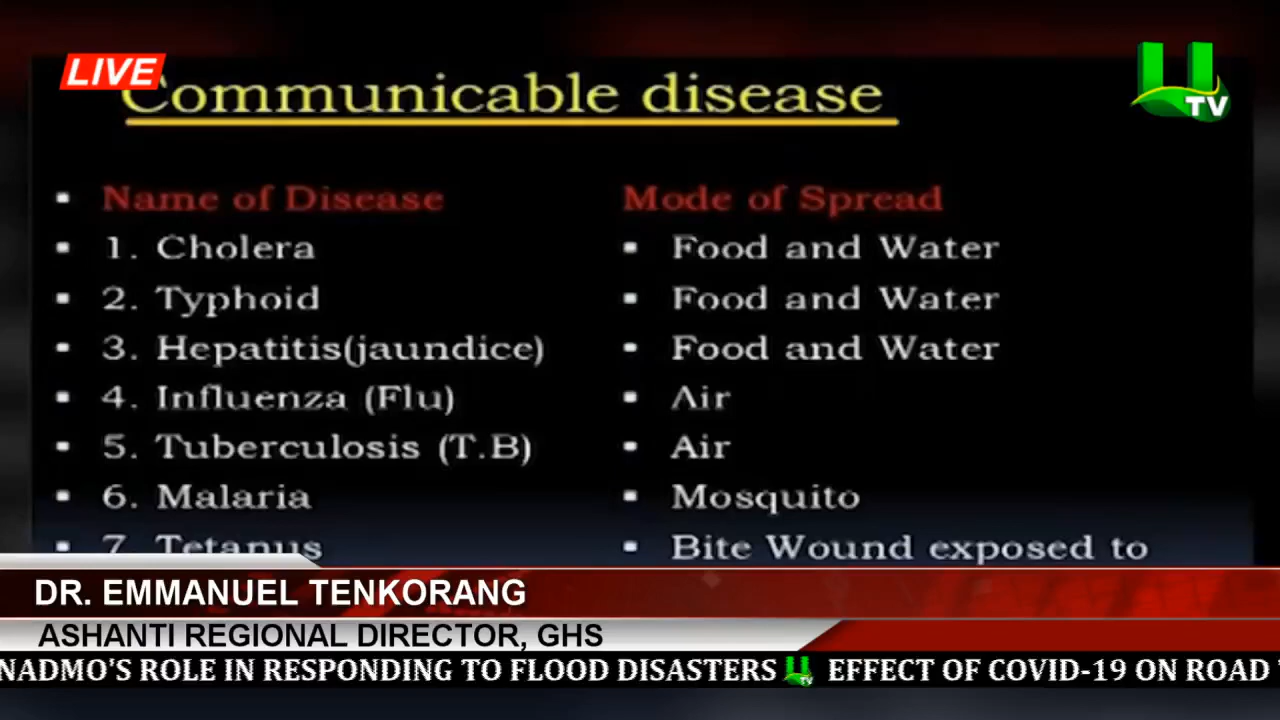 LIVE
U TV
Communicable disease
Name of Disease Mode of Spread
1. Cholera Food and Water
2. Typhoid Food and Water
3. Hepatitis(jaundice) Food and Water
4. Influenza (Flu) Air
5. Tuberculosis (T.B) Air
6. Malaria Mosquito
7. Tetanus Bite Wound exposed to
DR. EMMANUEL TENKORANG
ASHANTI REGIONAL DIRECTOR, GHS
NADMO'S ROLE IN RESPONDING TO FLOOD DISASTERS U TV EFFECT OF COVID-19 ON ROAD